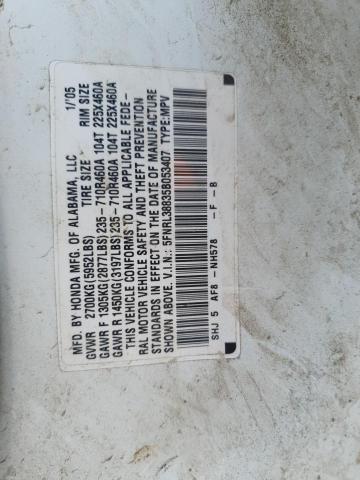 MFD. BY HONDA MFG. OF ALABAMA, LLC 1/05
GVWR 2700KG(5952LBS) TIRE SIZE RIM SIZE
GAWR F 1305KG(2877LBS)235-710R460A 104T 225X460A
GAWR R 1450KG(3197LBS)235-710R460A 104T 225X460A
THIS VEHICLE CONFORMS TO ALL APPLICABLE FEDE-
RAL MOTOR VEHICLE SAFETY AND THEFT PREVENTION
STANDARDS IN EFFECT ON THE DATE OF MANUFACTURE
SHOWN ABOVE. V.I.N.: 5FNRL38835B053407 TYPE:MPV
SHJ 5 AF8 -NH578 -F -B